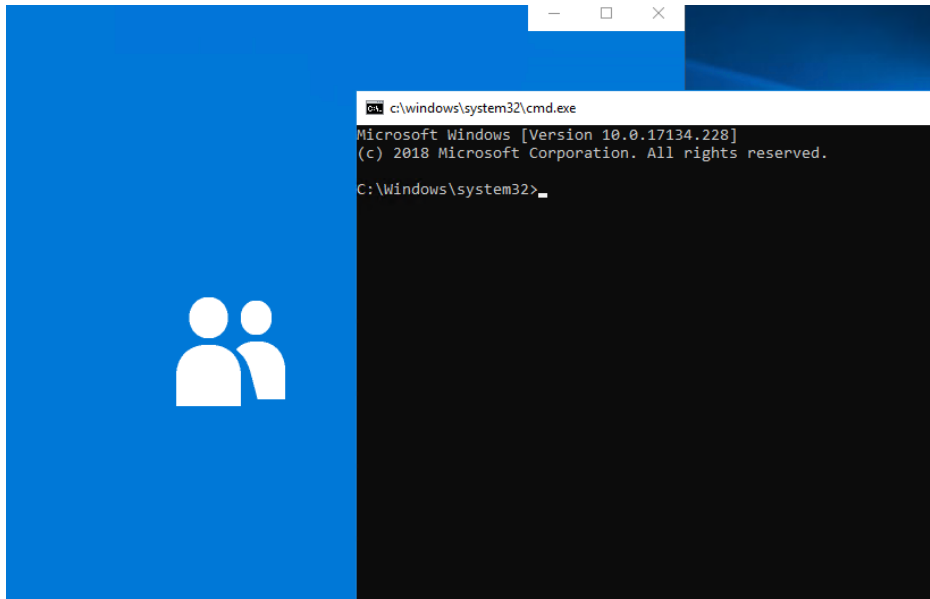 c:\windows\system32\cmd.exe
Microsoft Windows [Version 10.0.17134.228]
(c) 2018 Microsoft Corporation. All rights reserved.
C:\Windows\system32>